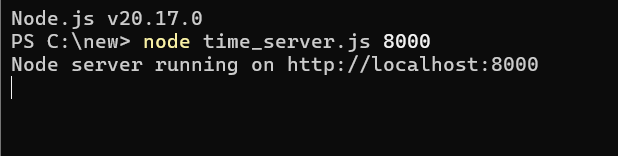 Node.js v20.17.0
PS C:\new> node time_server.js 8000
Node server running on http://localhost:8000